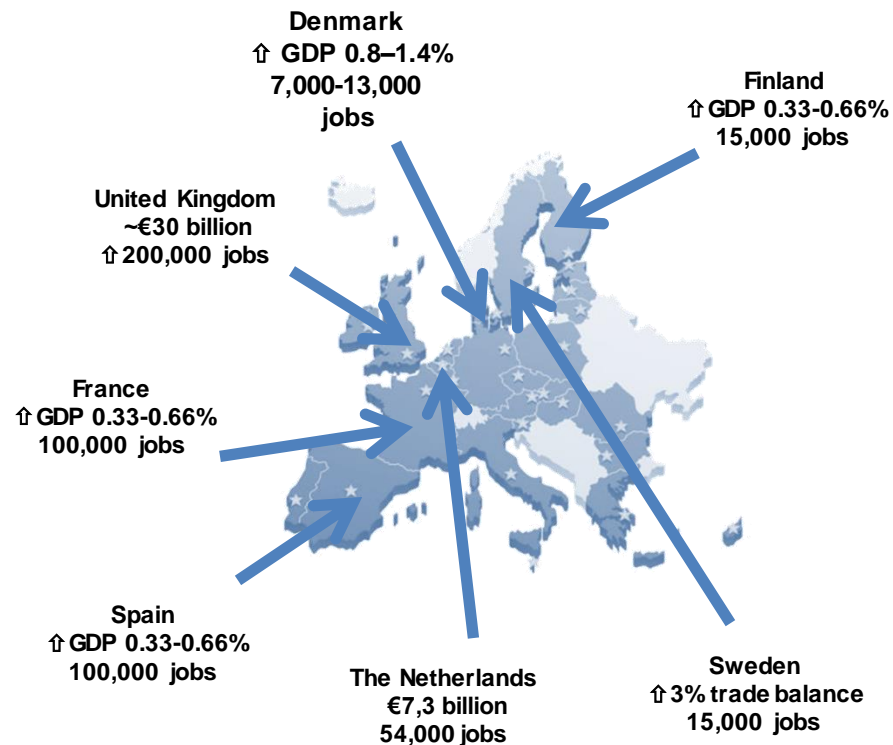 Denmark
⇧ GDP 0.8–1.4%
7,000-13,000
jobs
Finland
⇧GDP 0.33-0.66%
15,000 jobs
United Kingdom
~€30 billion
⇧200,000 jobs
France
⇧GDP 0.33-0.66%
100,000 jobs
Spain
⇧GDP 0.33-0.66%
100,000 jobs
The Netherlands
€7,3 billion
54,000 jobs
Sweden
⇧3% trade balance
15,000 jobs